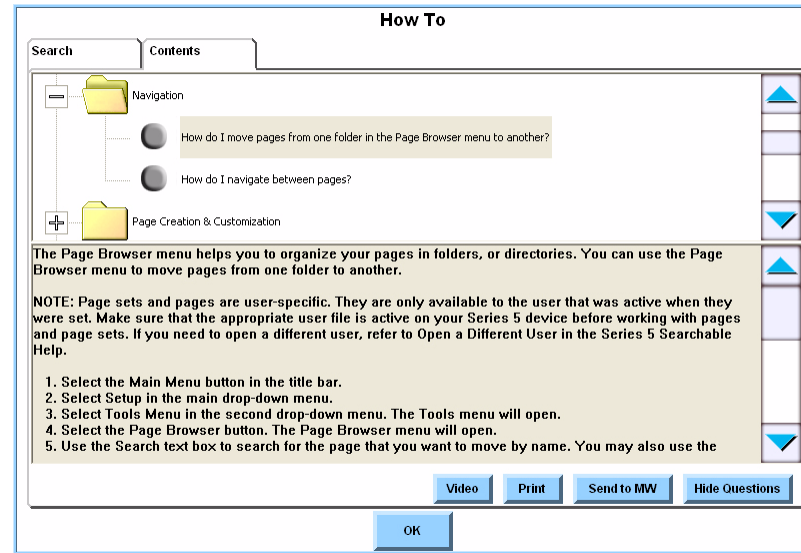 How To
Search
Contents
Navigation
How do I move pages from one folder in the Page Browser menu to another?
How do I navigate between pages?
Page Creation & Customization
The Page Browser menu helps you to organize your pages in folders, or directories. You can use the Page
Browser menu to move pages from one folder to another.
NOTE: Page sets and pages are user-specific. They are only available to the user that was active when they
were set. Make sure that the appropriate user file is active on your Series 5 device before working with pages
and page sets. If you need to open a different user, refer to Open a Different User in the Series 5 Searchable
Help.
1. Select the Main Menu button in the title bar.
2. Select Setup in the main drop-down menu.
3. Select Tools Menu in the second drop-down menu. The Tools menu will open.
4. Select the Page Browser button. The Page Browser menu will open.
5. Use the Search text box to search for the page that you want to move by name. You may also use the
Video
Print
Send to MW
Hide Questions
OK